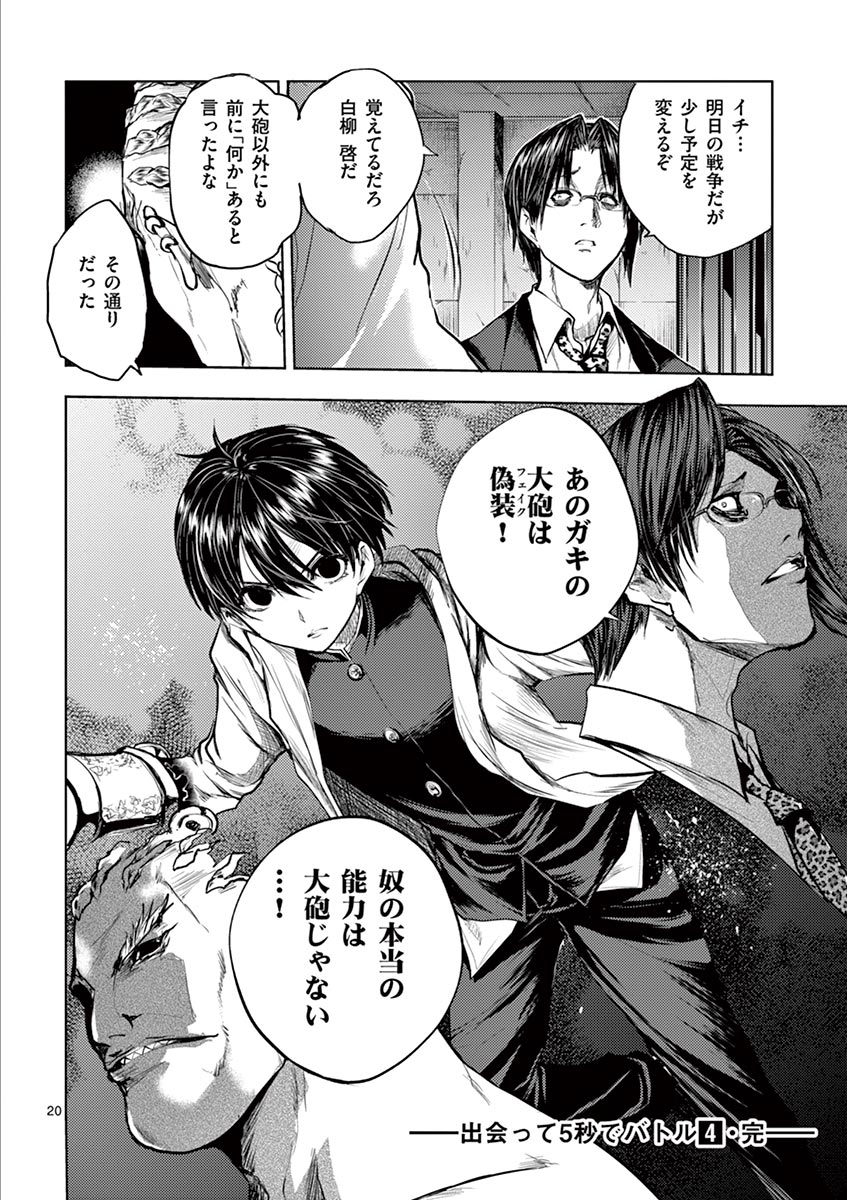 イチ…
明日の戦争だが
少し予定を
変えるぞ
覚えてるだろ
白柳 啓だ
大砲以外にも
前に「何か」あると
言ったよな
その通り
だった
あのガキの
大砲は
偽装！
フェイク
奴の本当の
能力は
大砲じゃない
…！
20
出会って5秒でバトル4・完